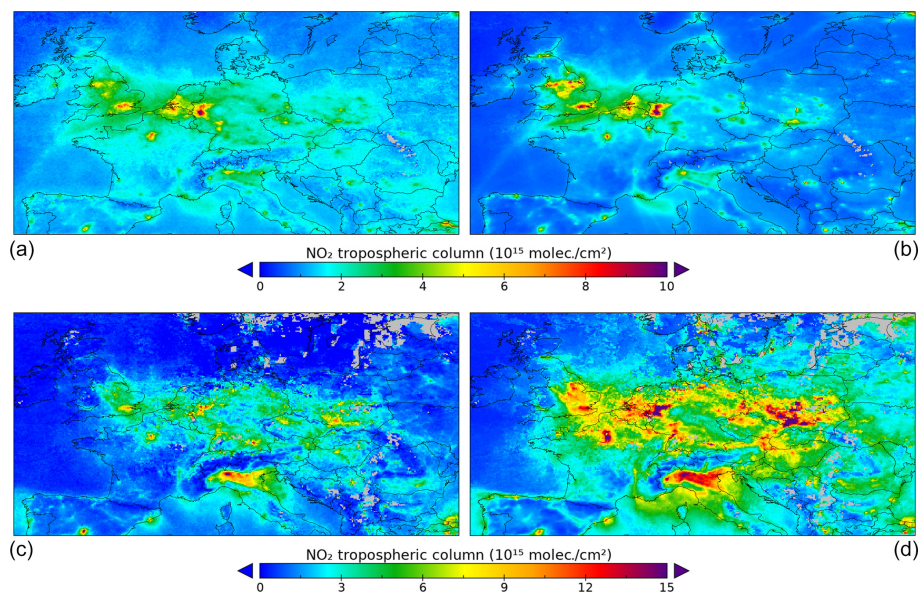 (a)
(b)
NO₂ tropospheric column (10¹⁵ molec./cm²)
0 2 4 6 8 10
(c)
(d)
NO₂ tropospheric column (10¹⁵ molec./cm²)
0 3 6 9 12 15